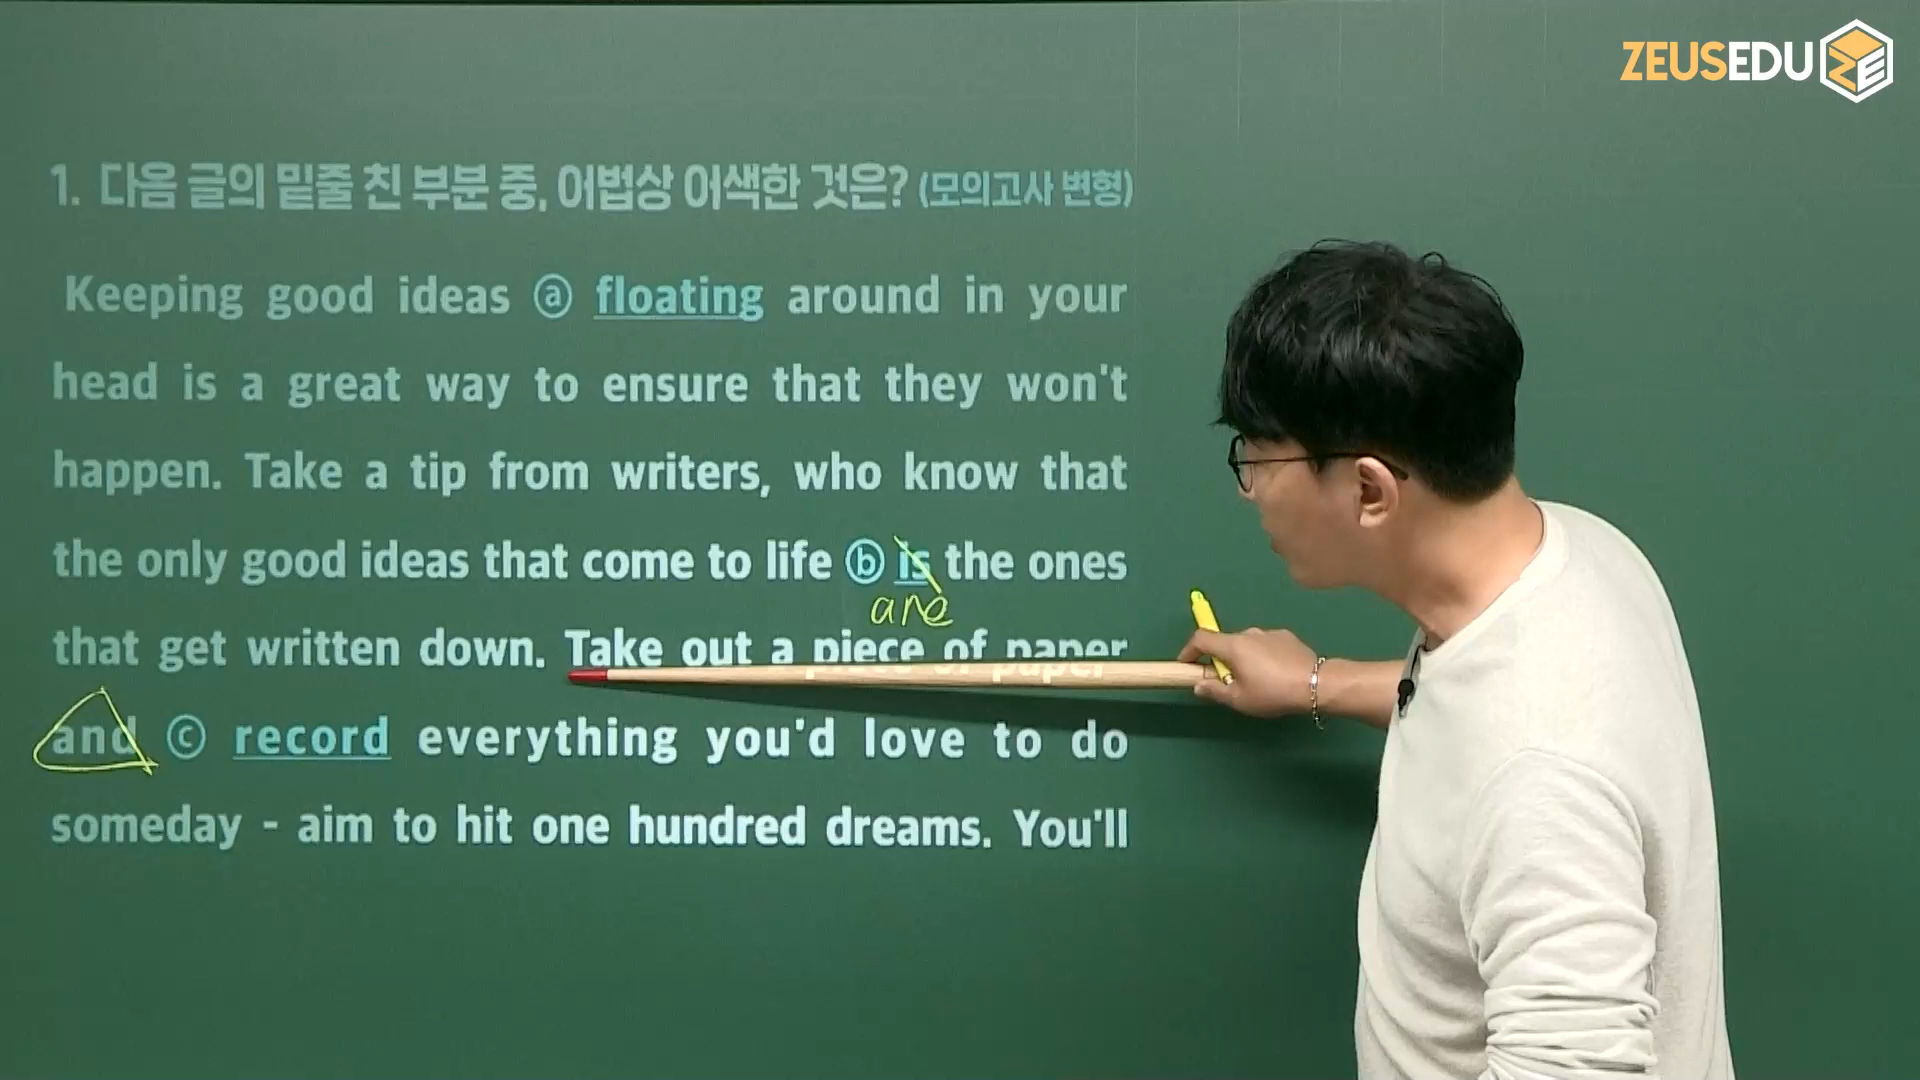 ZEUSEDU
1. 다음 글의 밑줄 친 부분 중, 어법상 어색한 것은? (모의고사 변형)
Keeping good ideas ⓐ floating around in your
head is a great way to ensure that they won't
happen. Take a tip from writers, who know that
the only good ideas that come to life ⓑ is the ones
are
that get written down. Take out a piece of paper
and ⓒ record everything you'd love to do
someday - aim to hit one hundred dreams. You'll